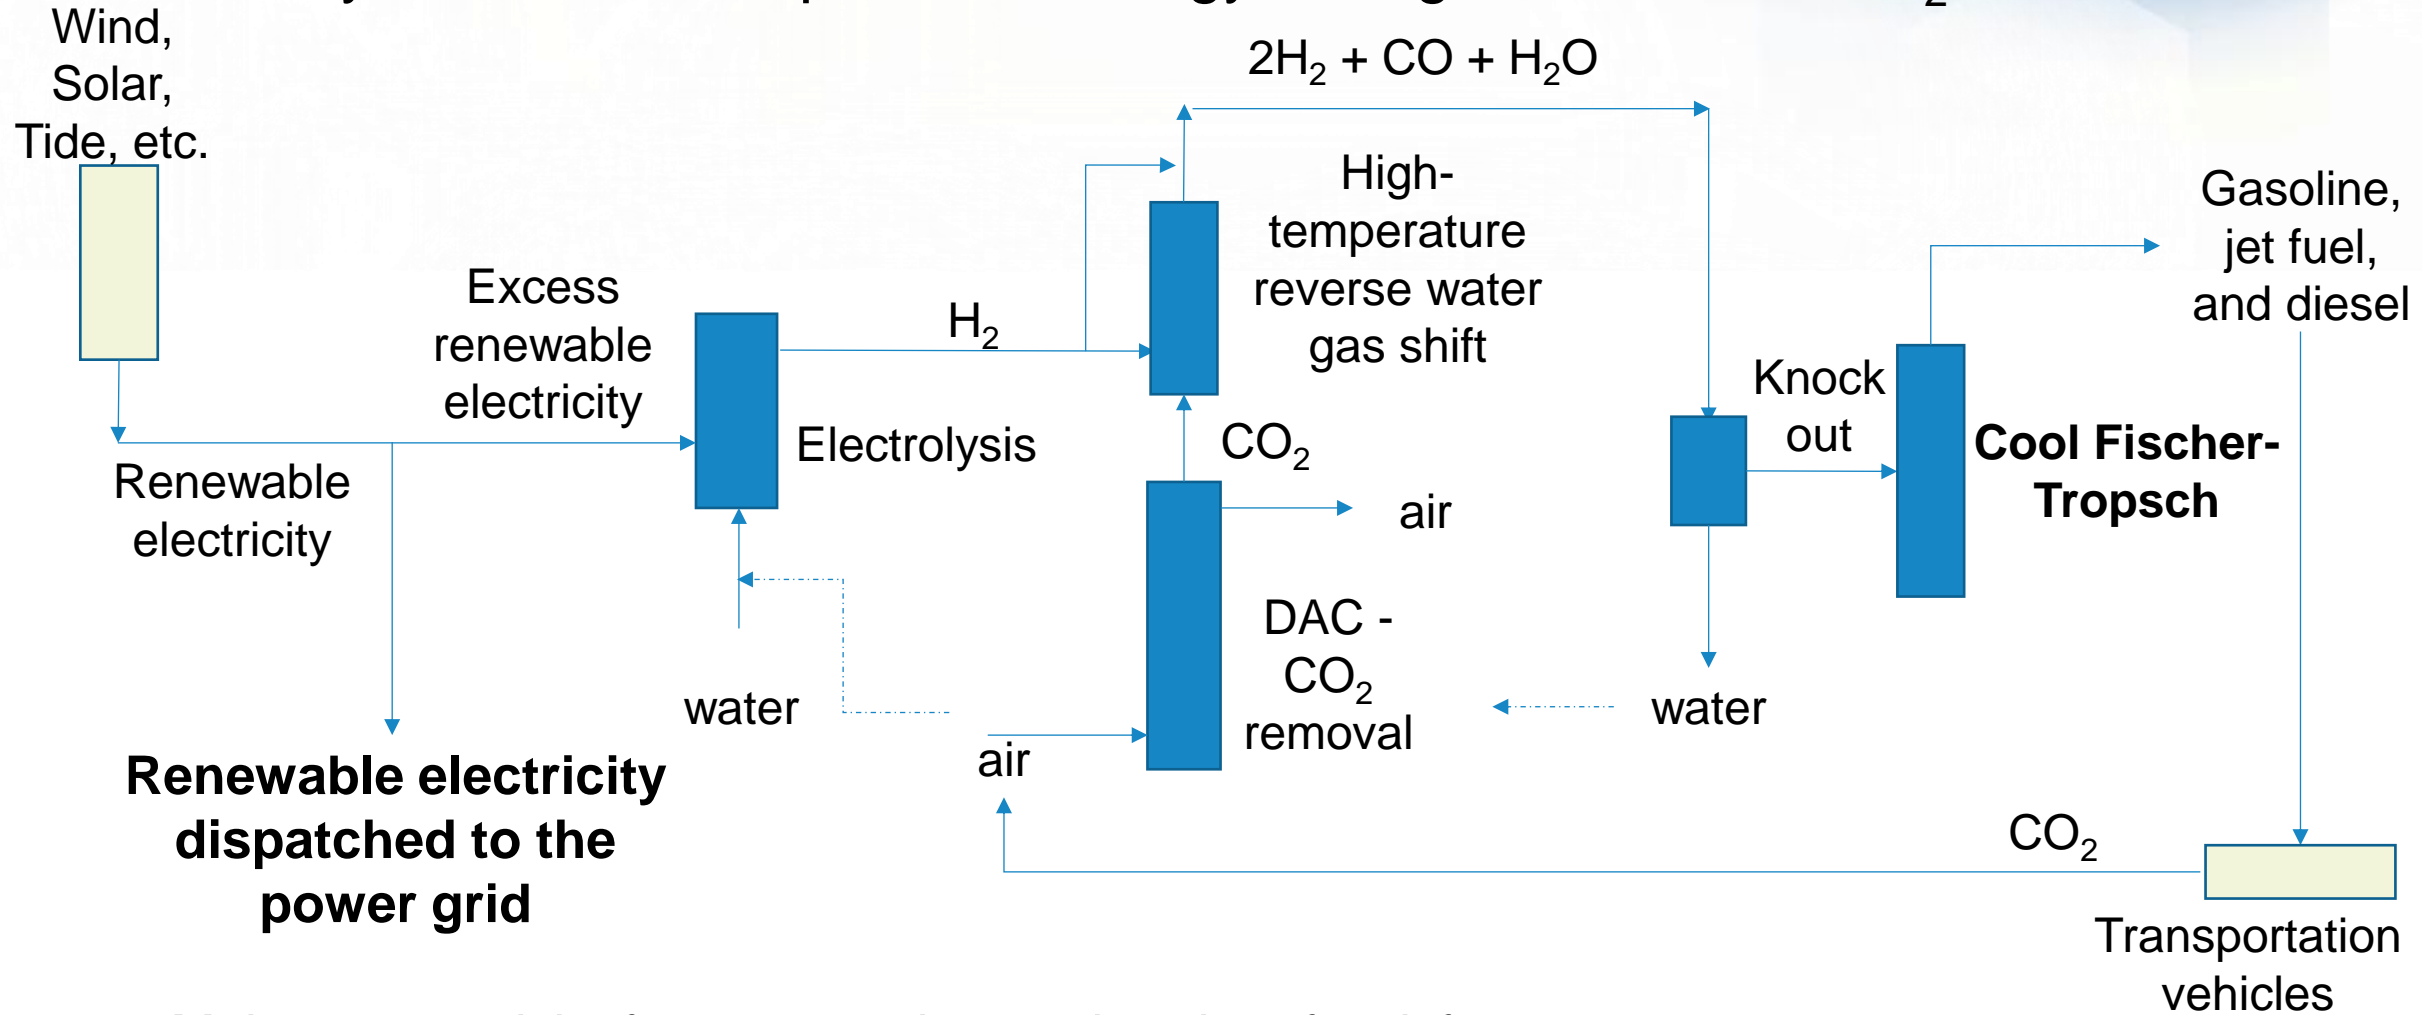 Wind,
Solar,
Tide, etc.
2H₂ + CO + H₂O
High-
temperature
reverse water
gas shift
Gasoline,
jet fuel,
and diesel
Excess
renewable
electricity
H₂
Knock
out
Electrolysis
CO₂
Cool Fischer-
Tropsch
Renewable
electricity
air
DAC -
CO₂
removal
water
water
air
Renewable electricity
dispatched to the
power grid
CO₂
Transportation
vehicles